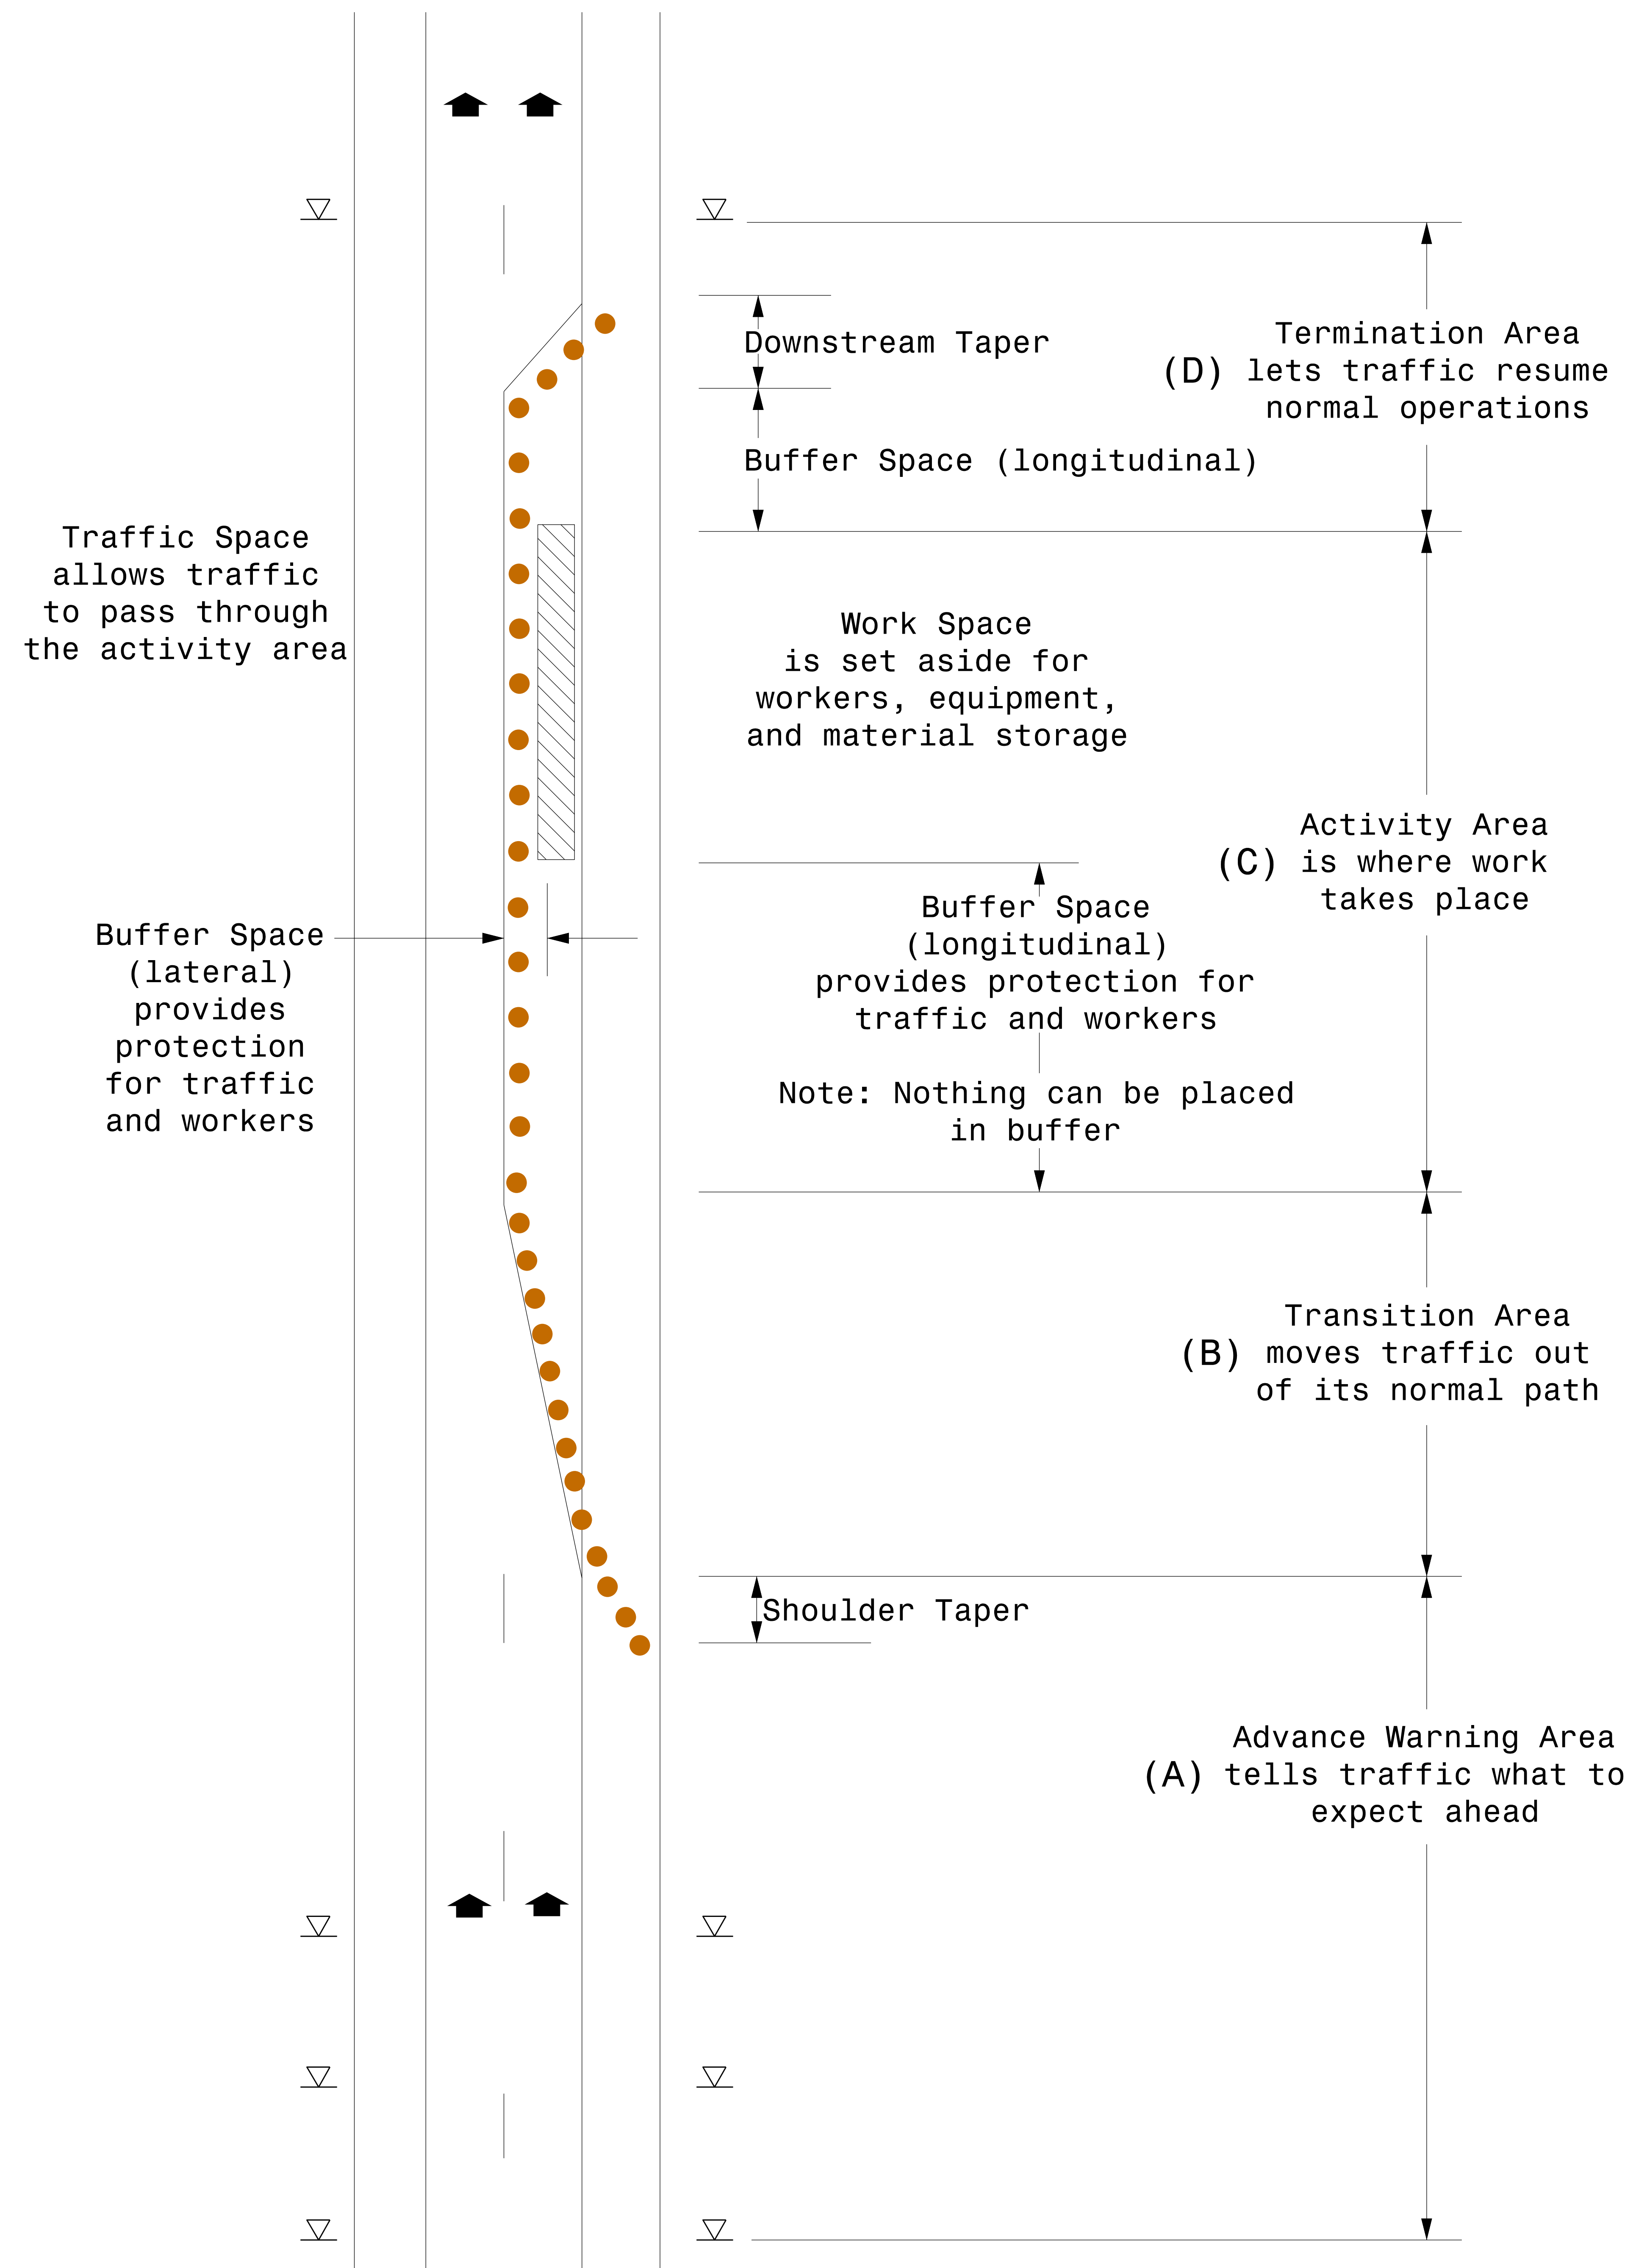 Downstream Taper
Termination Area
(D) lets traffic resume
normal operations
Buffer Space (longitudinal)
Traffic Space
allows traffic
to pass through
the activity area
Work Space
is set aside for
workers, equipment,
and material storage
Activity Area
(C) is where work
takes place
Buffer Space
(longitudinal)
provides protection for
traffic and workers
Note: Nothing can be placed
in buffer
Buffer Space
(lateral)
provides
protection
for traffic
and workers
Transition Area
(B) moves traffic out
of its normal path
Shoulder Taper
Advance Warning Area
(A) tells traffic what to
expect ahead